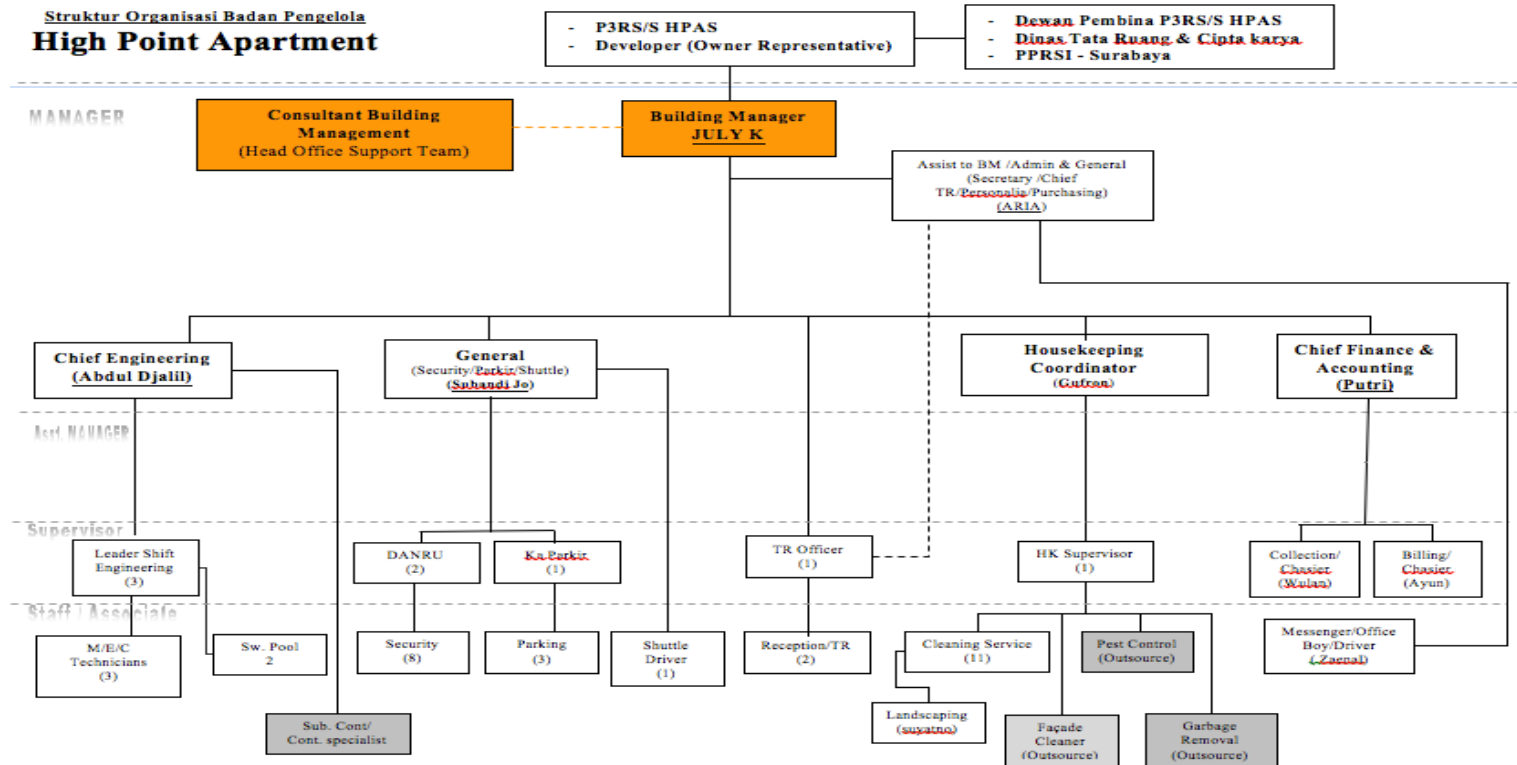 Struktur Organisasi Badan Pengelola
High Point Apartment
- P3RS/S HPAS
- Developer (Owner Representative)
- Dewan Pembina P3RS/S HPAS
- Dinas Tata Ruang & Cipta karya
- PPRSI - Surabaya
MANAGER
Consultant Building
Management
(Head Office Support Team)
Building Manager
JULY K
Assist to BM /Admin & General
(Secretary /Chief
TR/Personalia/Purchasing)
(ARIA)
Chief Engineering
(Abdul Djalil)
General
(Security/Parkir/Shuttle)
(Suhandi Jo)
Housekeeping
Coordinator
(Gufron)
Chief Finance &
Accounting
(Putri)
Asst. MANAGER
Supervisor
Leader Shift
Engineering
(3)
DANRU
(2)
Ka Parkir
(1)
TR Officer
(1)
HK Supervisor
(1)
Collection/
Chasier
(Wulan)
Billing/
Chasier
(Ayun)
Staff / Associate
M/E/C
Technicians
(3)
Sw. Pool
2
Security
(8)
Parking
(3)
Shuttle
Driver
(1)
Reception/TR
(2)
Cleaning Service
(11)
Pest Control
(Outsource)
Messenger/Office
Boy/Driver
( Zaenal)
Sub. Cont/
Cont. specialist
Landscaping
(suyatno)
Façade
Cleaner
(Outsource)
Garbage
Removal
(Outsource)